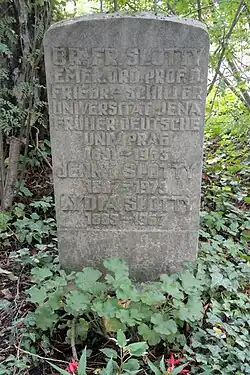 DR. FR. SLOTTY
EMER. ORD. PROF. D.
FRIEDR.-SCHILLER
UNIVERSITÄT JENA
FRÜHER DEUTSCHE
UNIV. PRAG
1881-1963
JENNY SLOTTY
SLOTTY
LYDIA SLOTTY